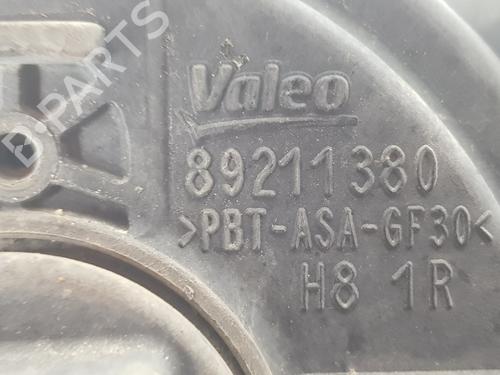 Valeo
89211380
>PBT-ASA-GF30<
H8 1R
B-PARTS